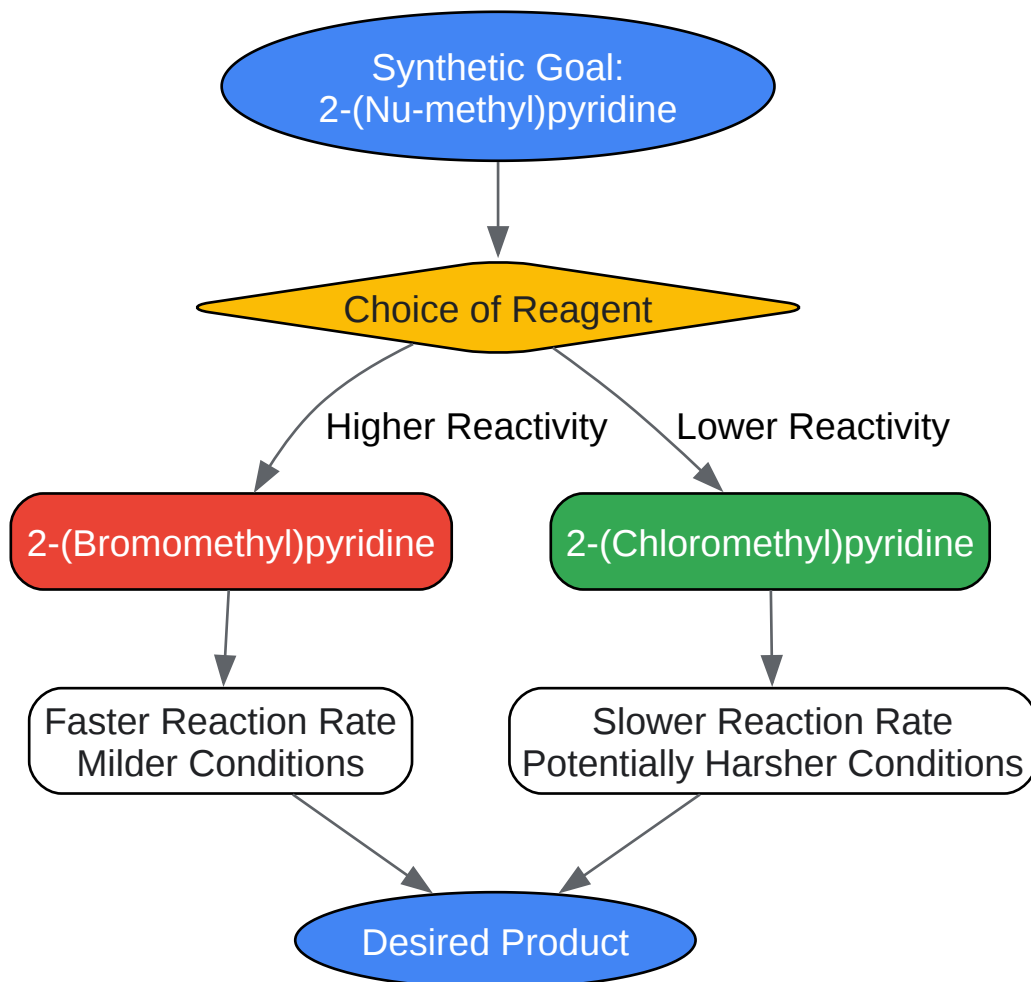 Synthetic Goal:
2-(Nu-methyl)pyridine
Choice of Reagent
Higher Reactivity
Lower Reactivity
2-(Bromomethyl)pyridine
2-(Chloromethyl)pyridine
Faster Reaction Rate
Milder Conditions
Slower Reaction Rate
Potentially Harsher Conditions
Desired Product